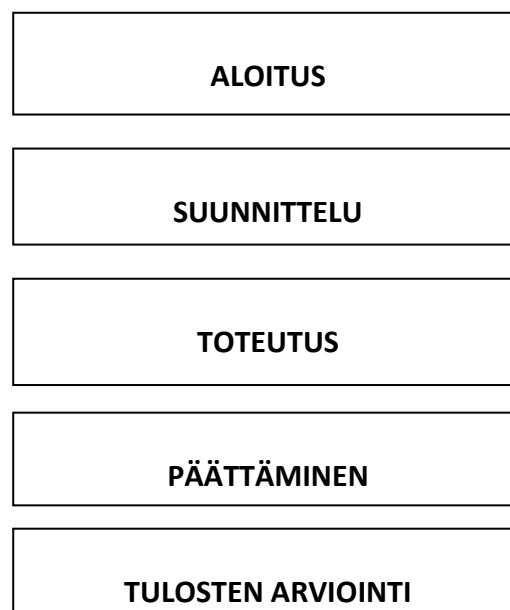 ALOITUS
SUUNNITTELU
TOTEUTUS
PÄÄTTÄMINEN
TULOSTEN ARVIOINTI